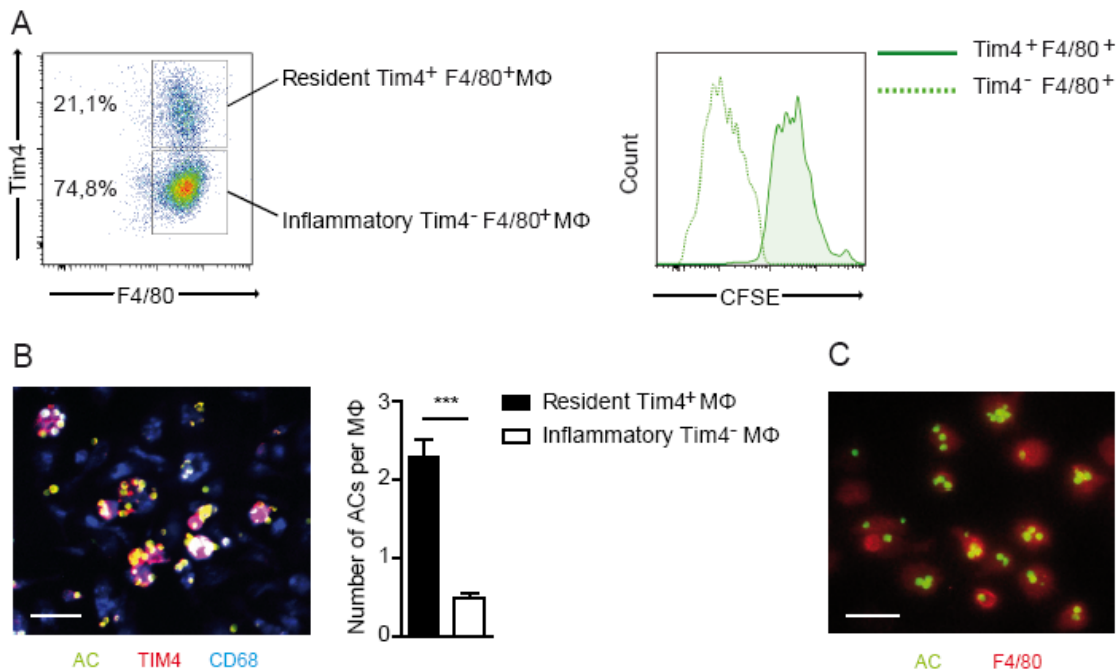 A
Tim4
21,1%
74,8%
F4/80
Resident Tim4+ F4/80+ MΦ
Inflammatory Tim4- F4/80+ MΦ
Count
CFSE
Tim4+ F4/80+
Tim4- F4/80+
B
AC TIM4 CD68
Number of ACs per MΦ
3
2
1
0
***
Resident Tim4+ MΦ
Inflammatory Tim4- MΦ
C
AC F4/80